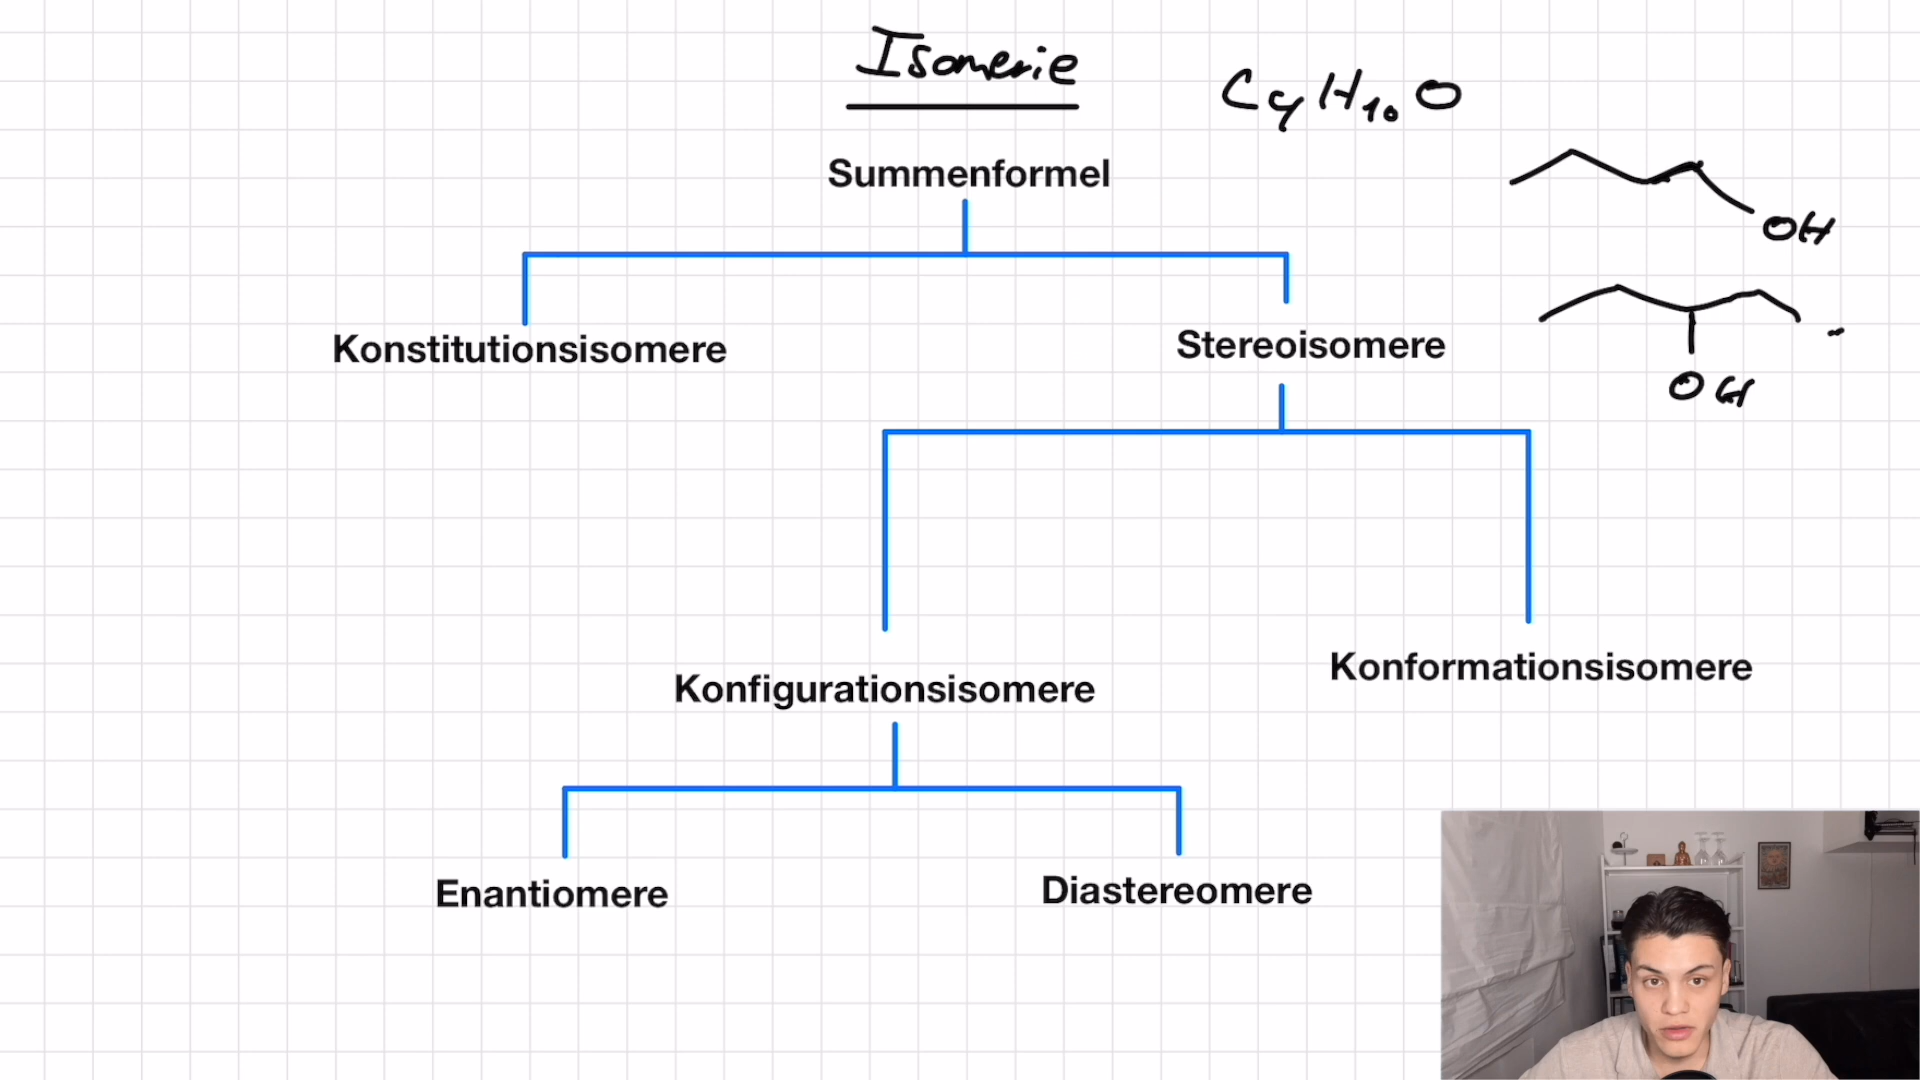 Isomerie
C4H10O
Summenformel
OH
Konstitutionsisomere
Stereoisomere
OH
Konfigurationsisomere
Konformationsisomere
Enantiomere
Diastereomere